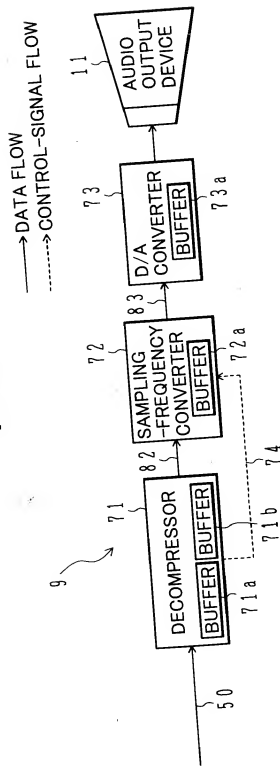 DATA FLOW
CONTROL-SIGNAL FLOW
9
50
71
DECOMPRESSOR
BUFFER
BUFFER
71a
71b
82
72
SAMPLING
-FREQUENCY
CONVERTER
BUFFER
72a
74
83
73
D/A
CONVERTER
BUFFER
73a
11
AUDIO
OUTPUT
DEVICE